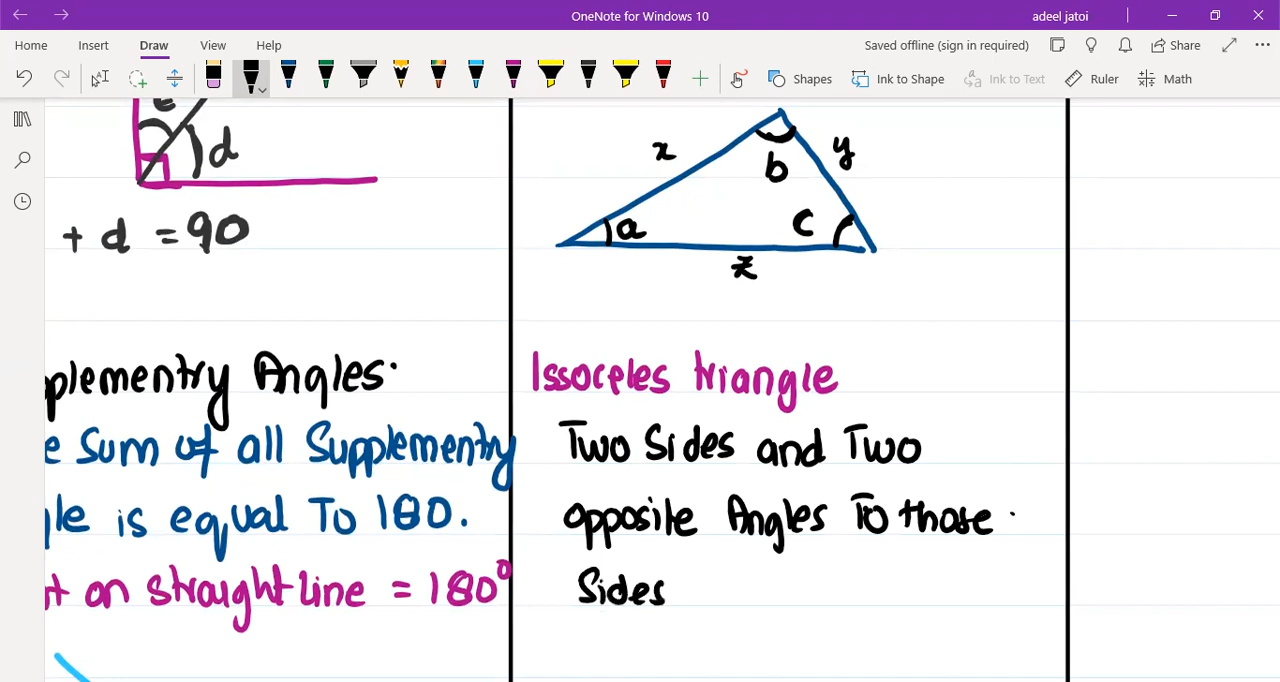 OneNote for Windows 10
adeel jatoi
Home Insert Draw View Help
Saved offline (sign in required)
Share
Shapes
Ink to Shape
Ink to Text
Ruler
Math
d
+ d = 90
x
y
b
a
c
z
pplementry Angles.
e Sum of all Supplementry
gle is equal To 180.
nt on straight line = 180°
Issoceles triangle
Two Sides and Two
opposite Angles To those
Sides